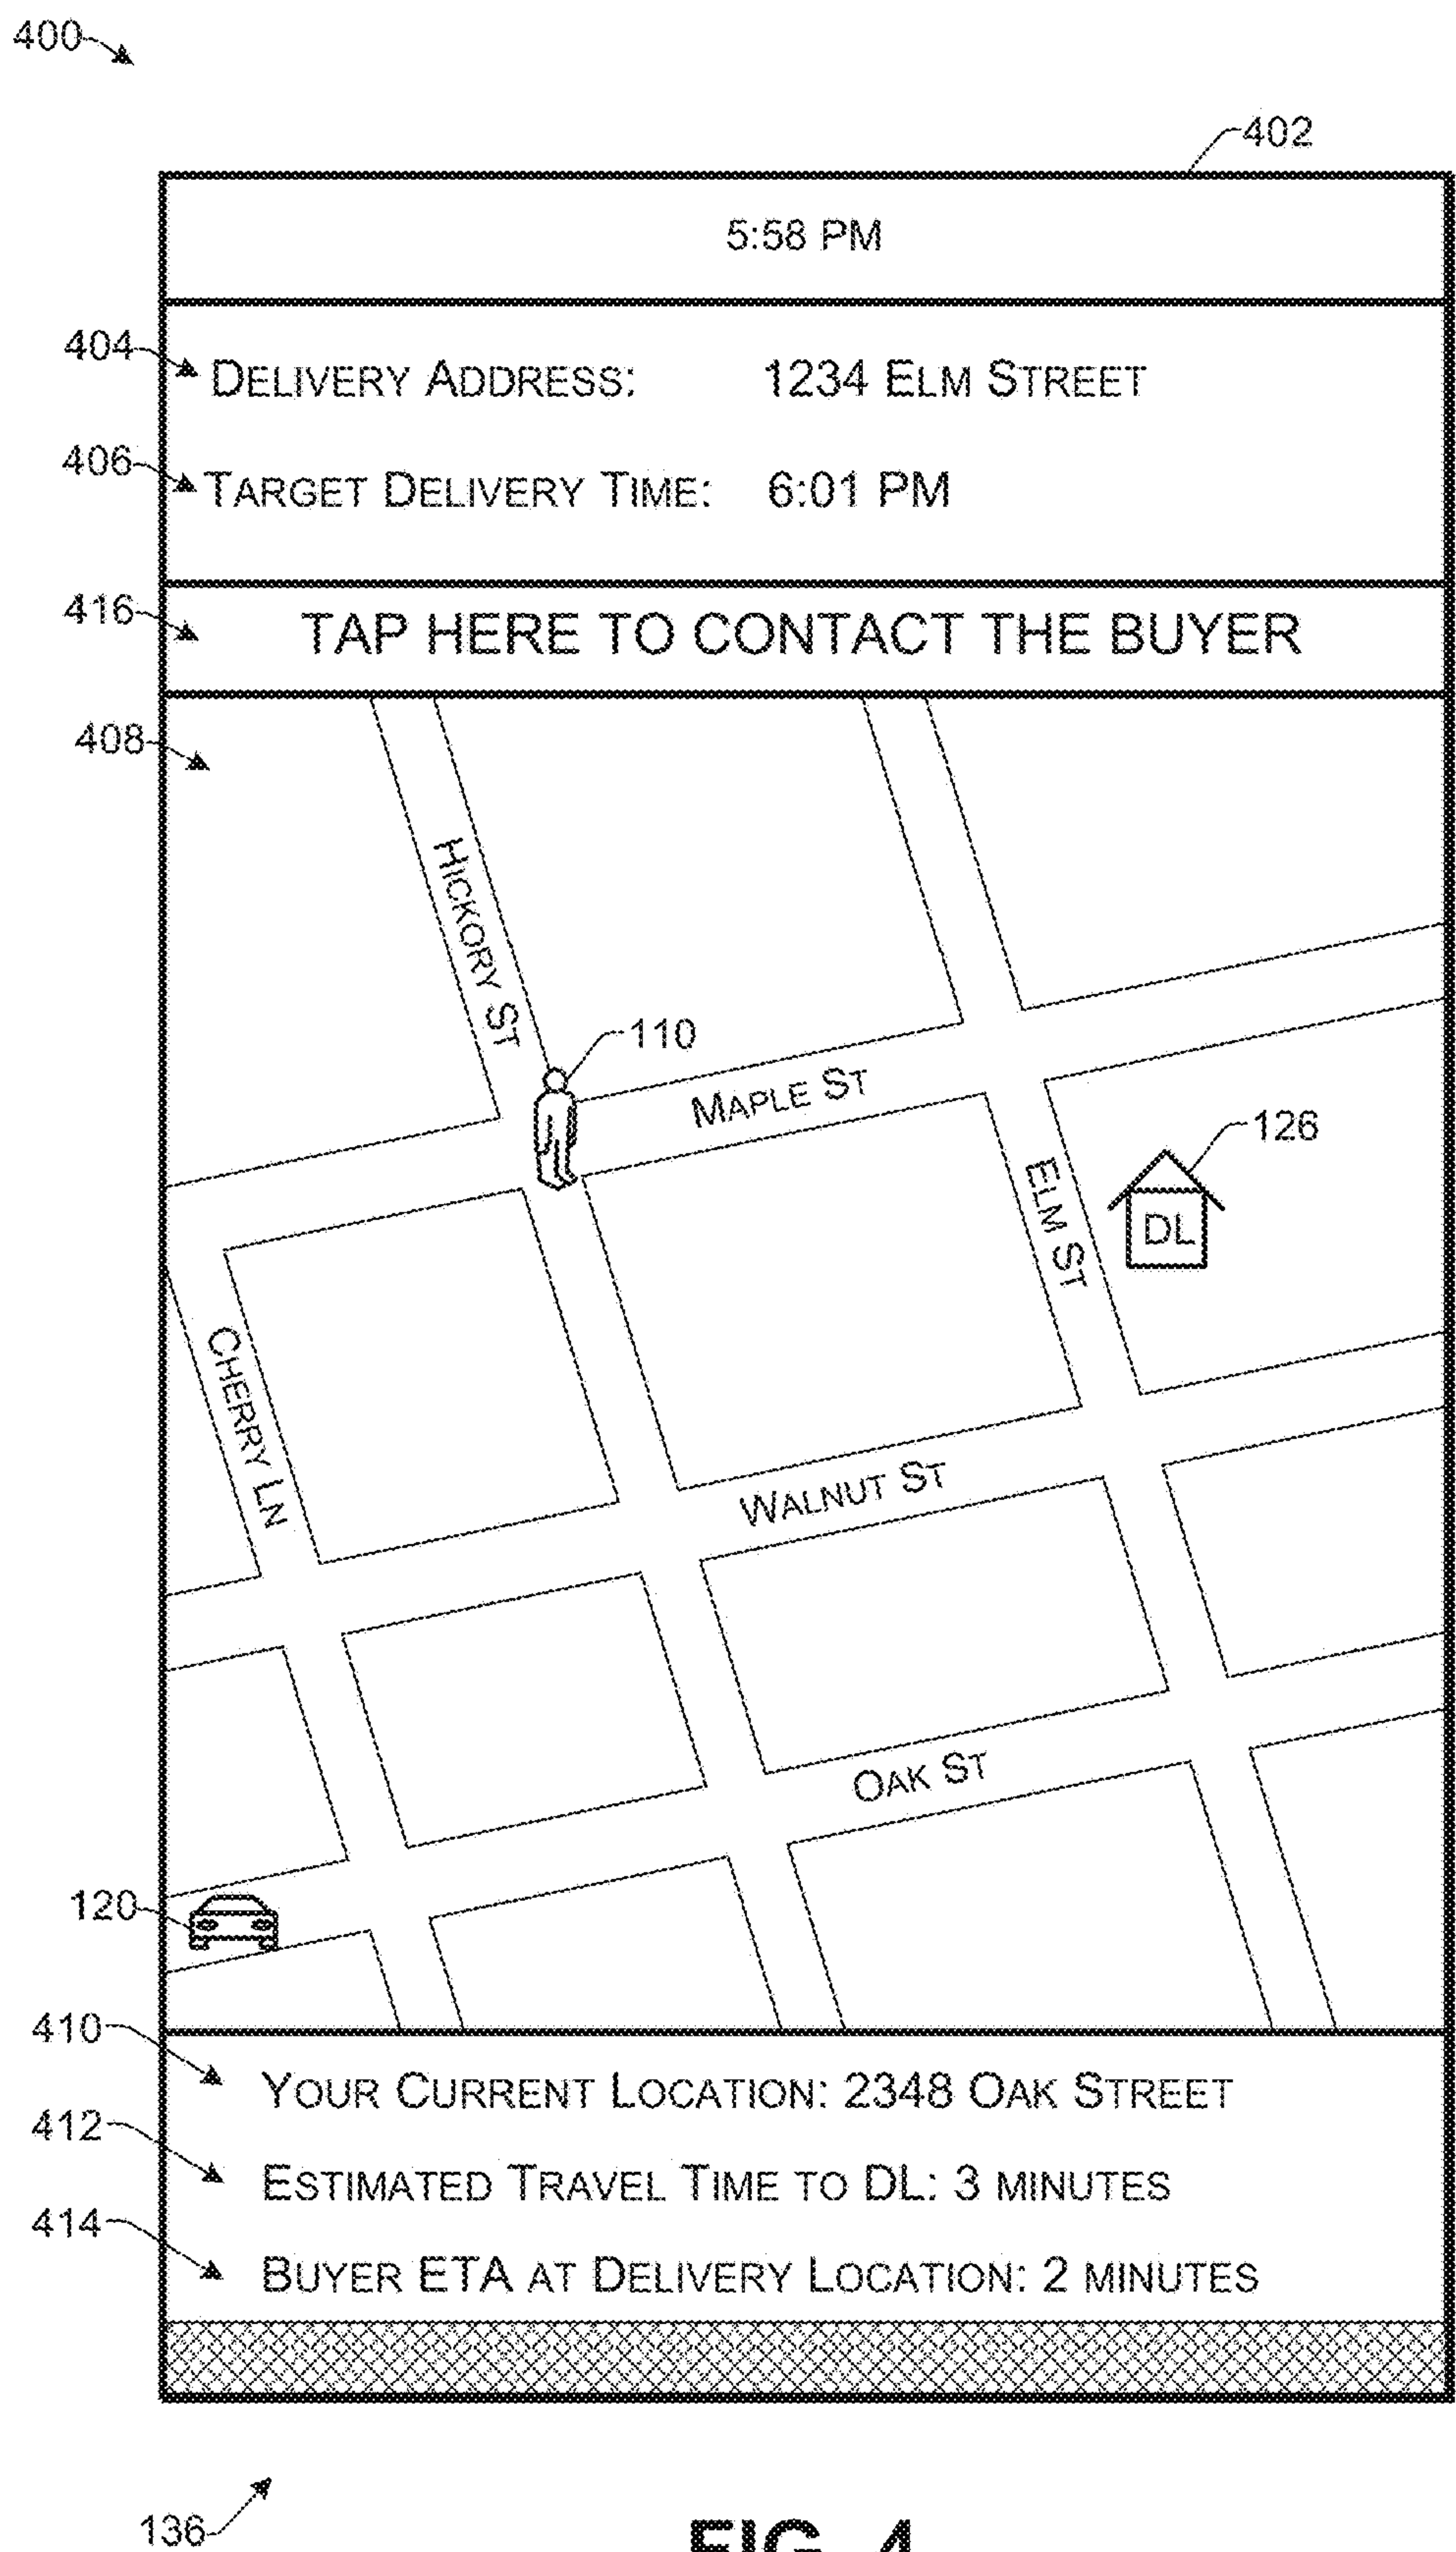 400
402
5:58 PM
404
DELIVERY ADDRESS: 1234 ELM STREET
406
TARGET DELIVERY TIME: 6:01 PM
416
TAP HERE TO CONTACT THE BUYER
408
HICKORY ST
110
MAPLE ST
126
DL
ELM ST
CHERRY LN
WALNUT ST
OAK ST
120
410
YOUR CURRENT LOCATION: 2348 OAK STREET
412
ESTIMATED TRAVEL TIME TO DL: 3 MINUTES
414
BUYER ETA AT DELIVERY LOCATION: 2 MINUTES
136
FIG. 4